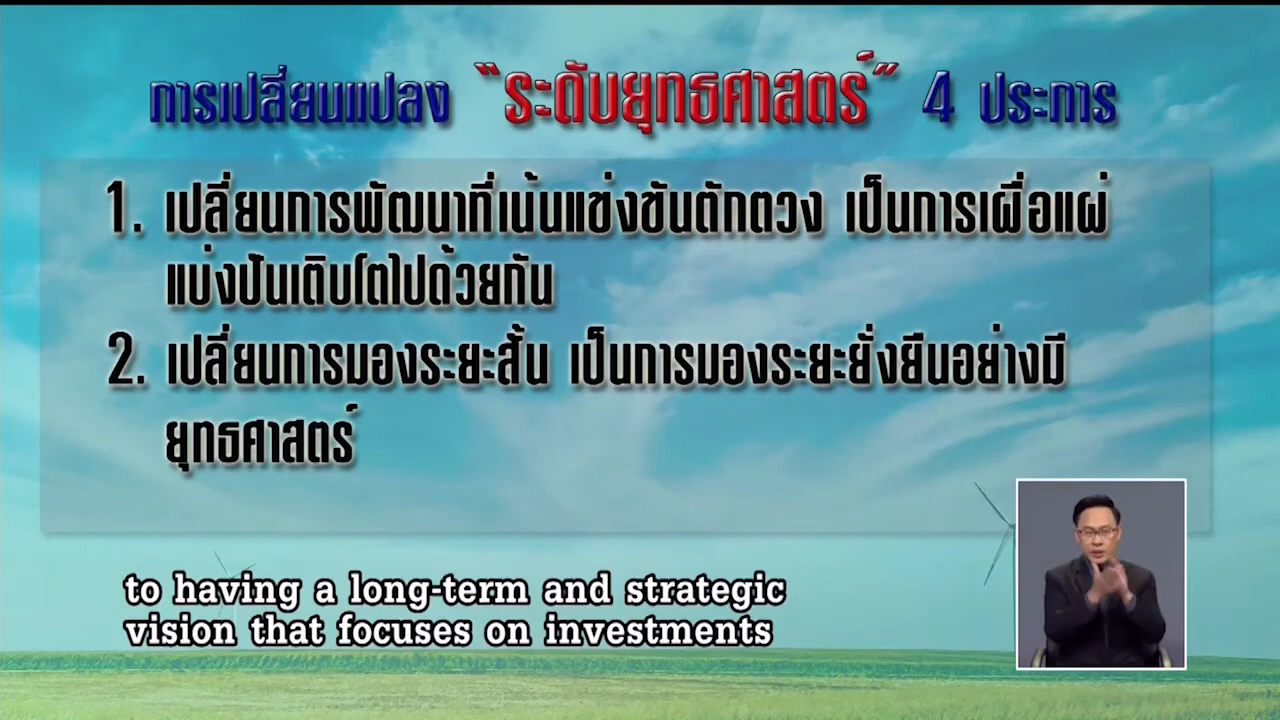 การเปลี่ยนแปลง “ระดับยุทธศาสตร์” 4 ประการ
1. เปลี่ยนการพัฒนาที่เน้นแข่งขันตักตวง เป็นการเผื่อแผ่
แบ่งปันเติบโตไปด้วยกัน
2. เปลี่ยนการมองระยะสั้น เป็นการมองระยะยั่งยืนอย่างมี
ยุทธศาสตร์
to having a long-term and strategic
vision that focuses on investments